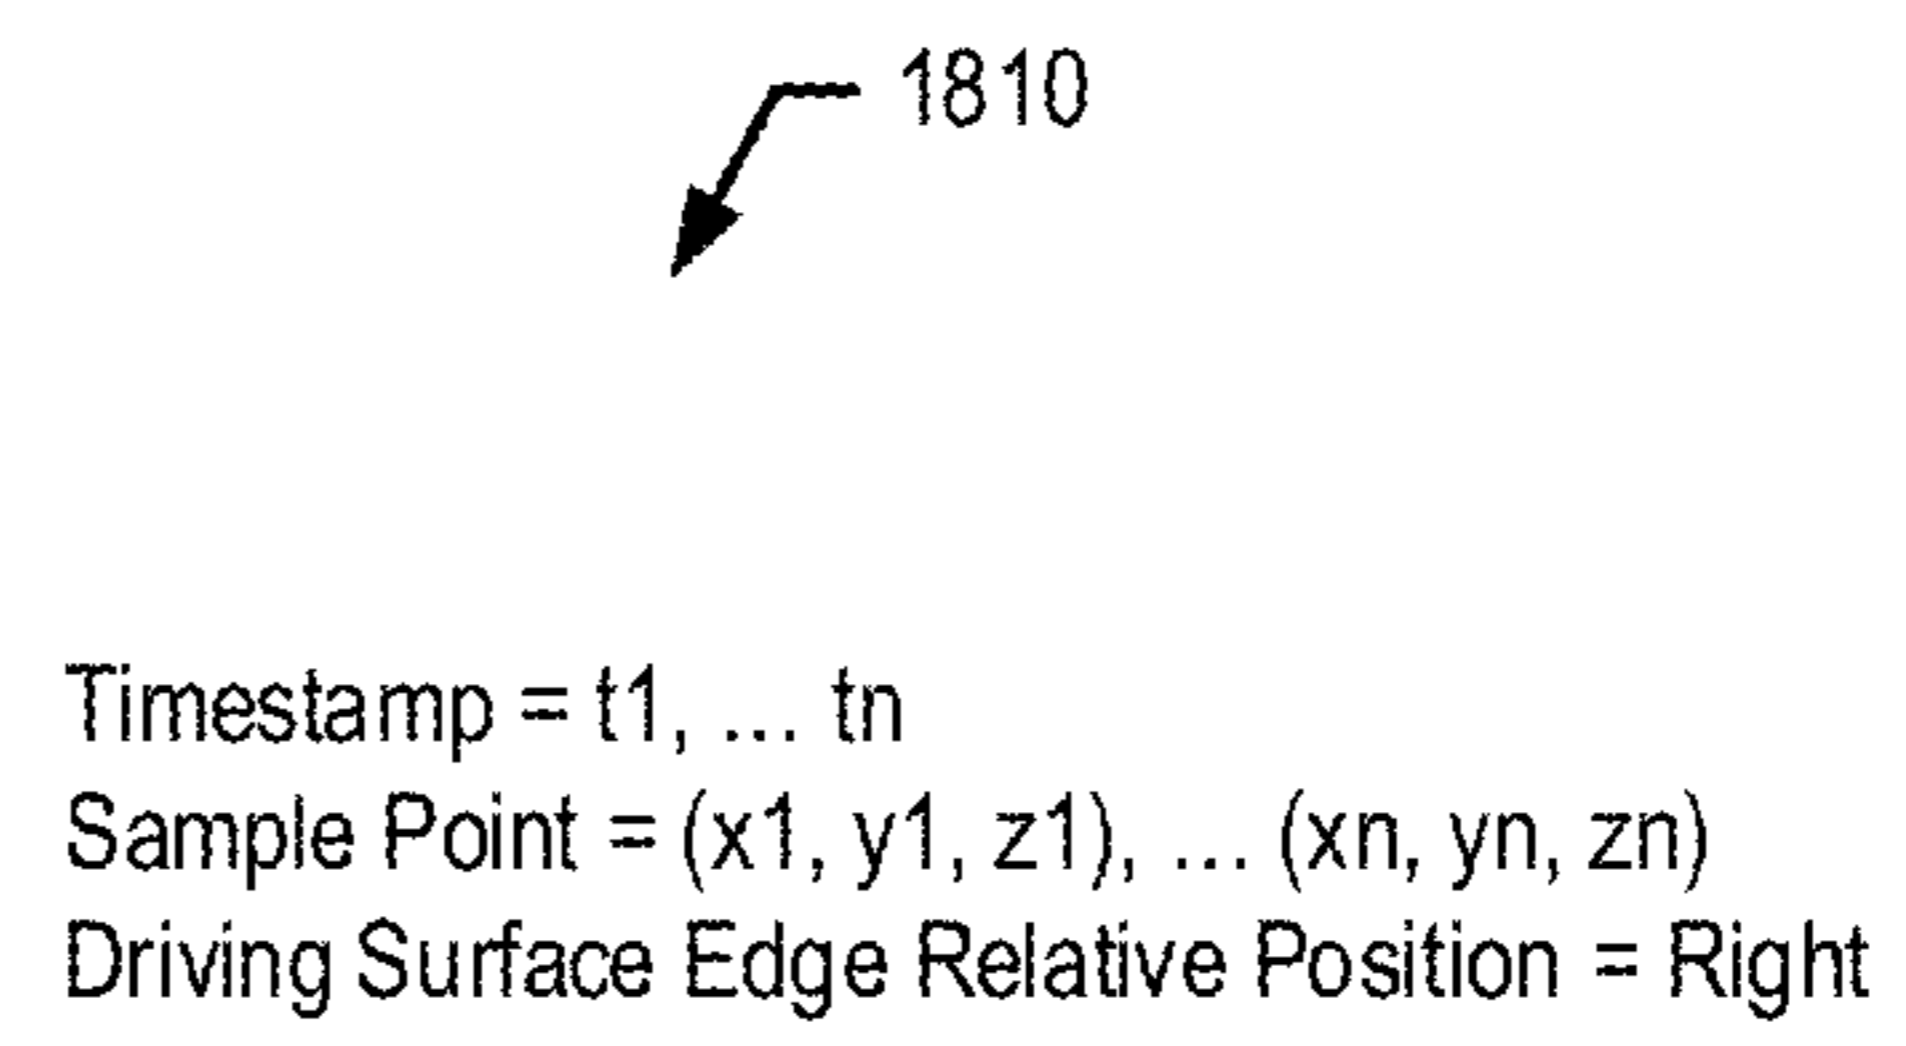 1810
Timestamp = t1, ... tn
Sample Point = (x1, y1, z1), ... (xn, yn, zn)
Driving Surface Edge Relative Position = Right